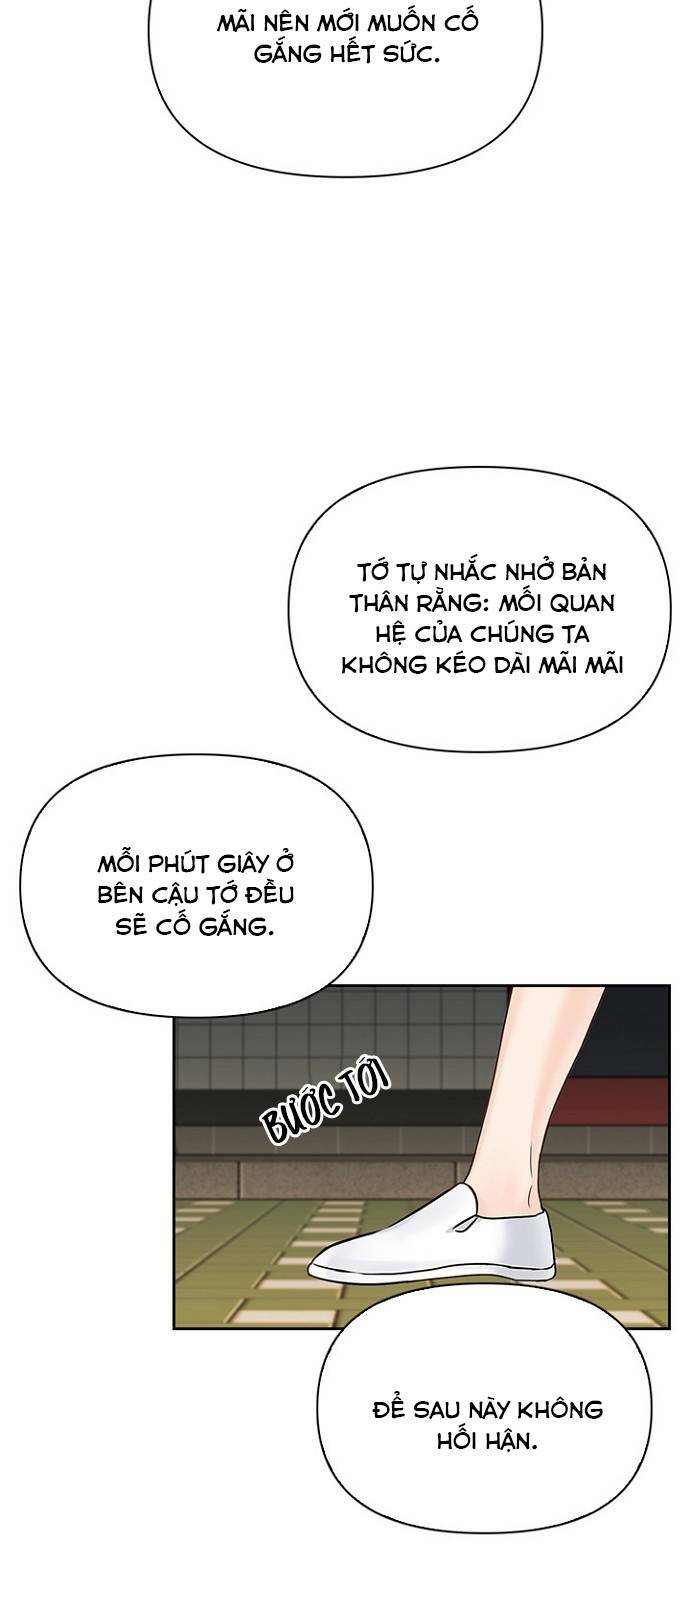 MÃI NÊN MỚI MUỐN CỐ
GẮNG HẾT SỨC.
TỚ TỰ NHẮC NHỞ BẢN
THÂN RẰNG: MỐI QUAN
HỆ CỦA CHÚNG TA
KHÔNG KÉO DÀI MÃI MÃI
MỖI PHÚT GIÂY Ở
BÊN CẬU TỚ ĐỀU
SẼ CỐ GẮNG.
BƯỚC TỚI
ĐỂ SAU NÀY KHÔNG
HỐI HẬN.